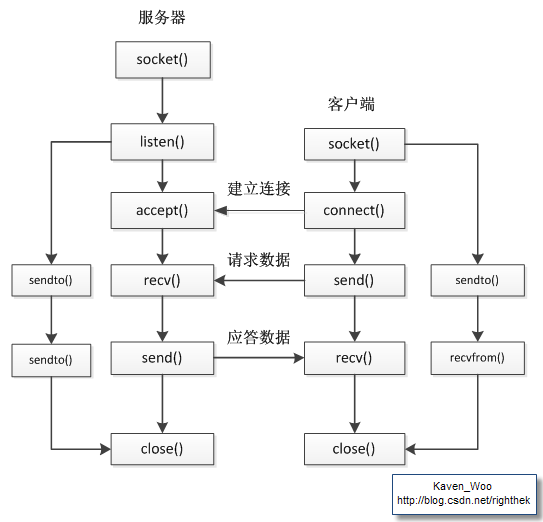 服务器
socket()
客户端
listen()
socket()
建立连接
accept()
connect()
请求数据
sendto()
recv()
send()
sendto()
应答数据
sendto()
send()
recv()
recvfrom()
close()
close()
Kaven_Woo
http://blog.csdn.net/righthek